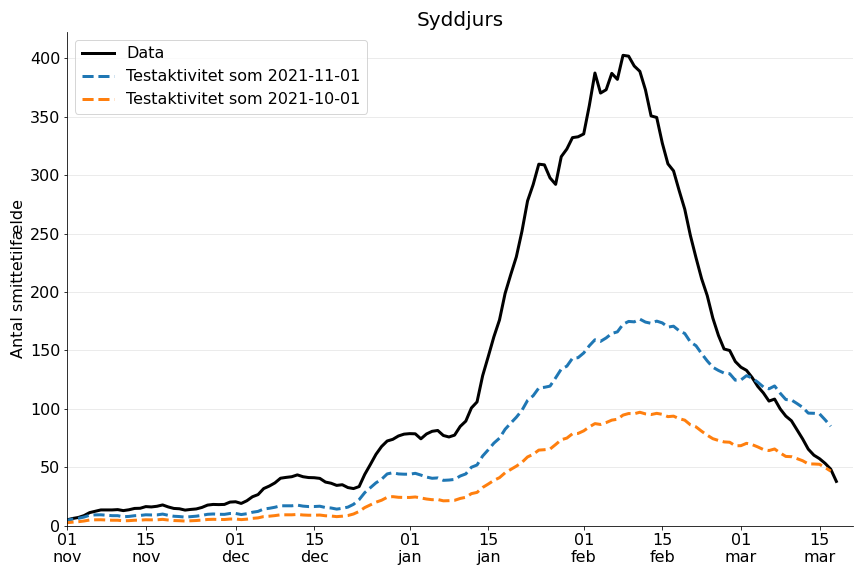 Syddjurs
Data
Testaktivitet som 2021-11-01
Testaktivitet som 2021-10-01
Antal smittetilfælde
400
350
300
250
200
150
100
50
0
01 15 01 15 01 15 01 15 01 15
nov nov dec dec jan jan feb feb mar mar